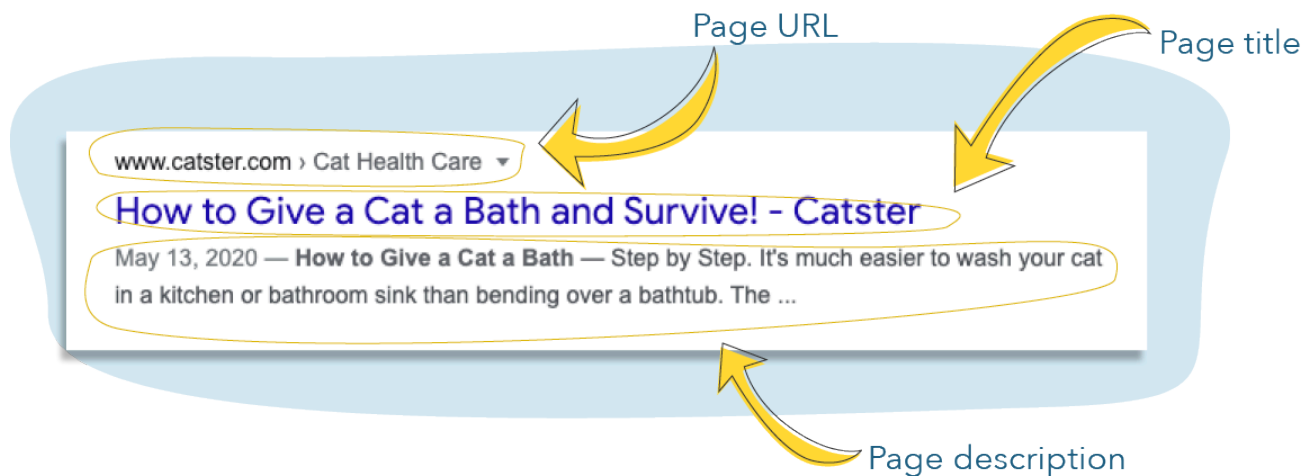 Page URL
Page title
www.catster.com › Cat Health Care
How to Give a Cat a Bath and Survive! - Catster
May 13, 2020 — How to Give a Cat a Bath — Step by Step. It's much easier to wash your cat
in a kitchen or bathroom sink than bending over a bathtub. The ...
Page description